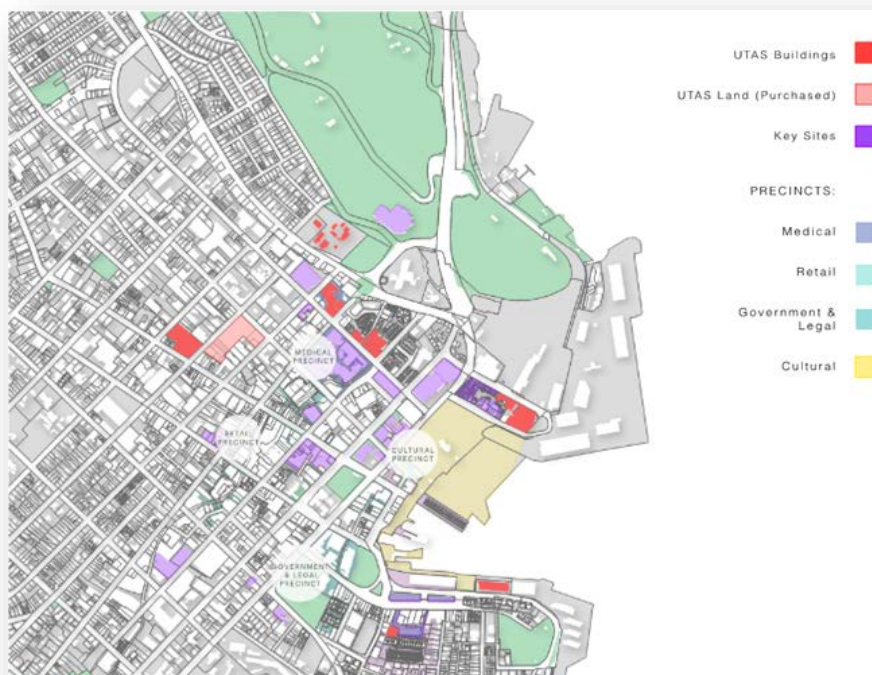 UTAS Buildings
UTAS Land (Purchased)
Key Sites
PRECINCTS:
Medical
Retail
Government &
Legal
Cultural
MEDICAL
PRECINCT
RETAIL
PRECINCT
CULTURAL
PRECINCT
GOVERNMENT
& LEGAL
PRECINCT